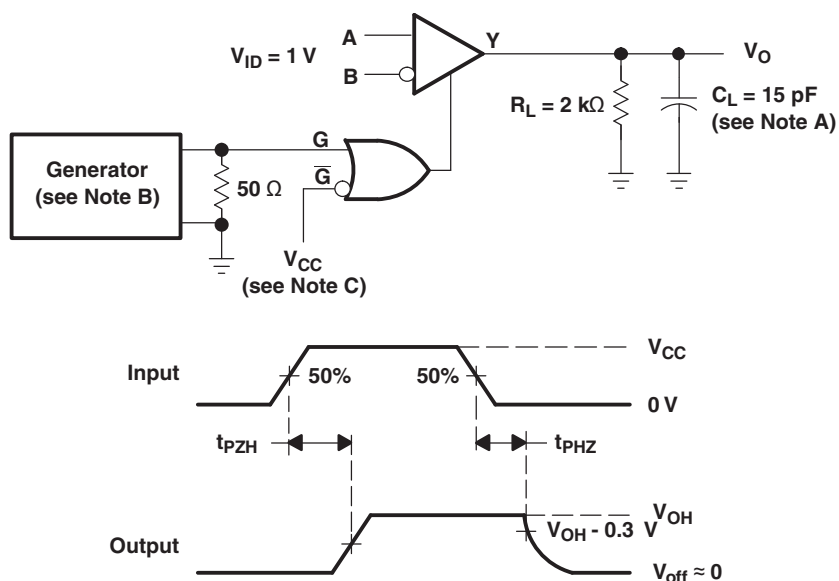 A
Y
V_ID = 1 V
V_O
B
R_L = 2 kΩ
C_L = 15 pF
(see Note A)
G
Generator
(see Note B)
G̅
50 Ω
V_CC
(see Note C)
V_CC
Input
50%
50%
0 V
t_PZH
t_PHZ
V_OH
V_OH - 0.3 V
Output
V_off ≈ 0